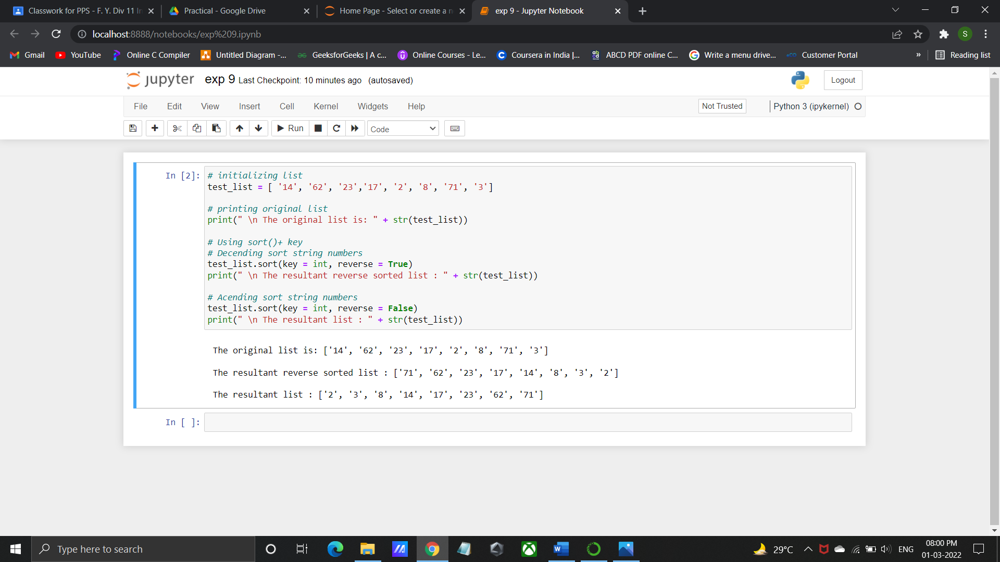 Classwork for PPS - F. Y. Div 11 In
Practical - Google Drive
Home Page - Select or create a n
exp 9 - Jupyter Notebook
localhost:8888/notebooks/exp%209.ipynb
S
Gmail
YouTube
Online C Compiler
Untitled Diagram -...
GeeksforGeeks | A c...
Online Courses - Le...
Coursera in India |...
ABCD PDF online C...
Write a menu drive...
Customer Portal
»
Reading list
jupyter exp 9 Last Checkpoint: 10 minutes ago (autosaved)
Logout
File Edit View Insert Cell Kernel Widgets Help
Not Trusted
Python 3 (ipykernel)
Run
Code
In [2]: # initializing list
test_list = [ '14', '62', '23','17', '2', '8', '71', '3']
# printing original list
print(" \n The original list is: " + str(test_list))
# Using sort()+ key
# Decending sort string numbers
test_list.sort(key = int, reverse = True)
print(" \n The resultant reverse sorted list : " + str(test_list))
# Acending sort string numbers
test_list.sort(key = int, reverse = False)
print(" \n The resultant list : " + str(test_list))
The original list is: ['14', '62', '23', '17', '2', '8', '71', '3']
The resultant reverse sorted list : ['71', '62', '23', '17', '14', '8', '3', '2']
The resultant list : ['2', '3', '8', '14', '17', '23', '62', '71']
In [ ]:
Type here to search
29°C
ENG
08:00 PM
01-03-2022